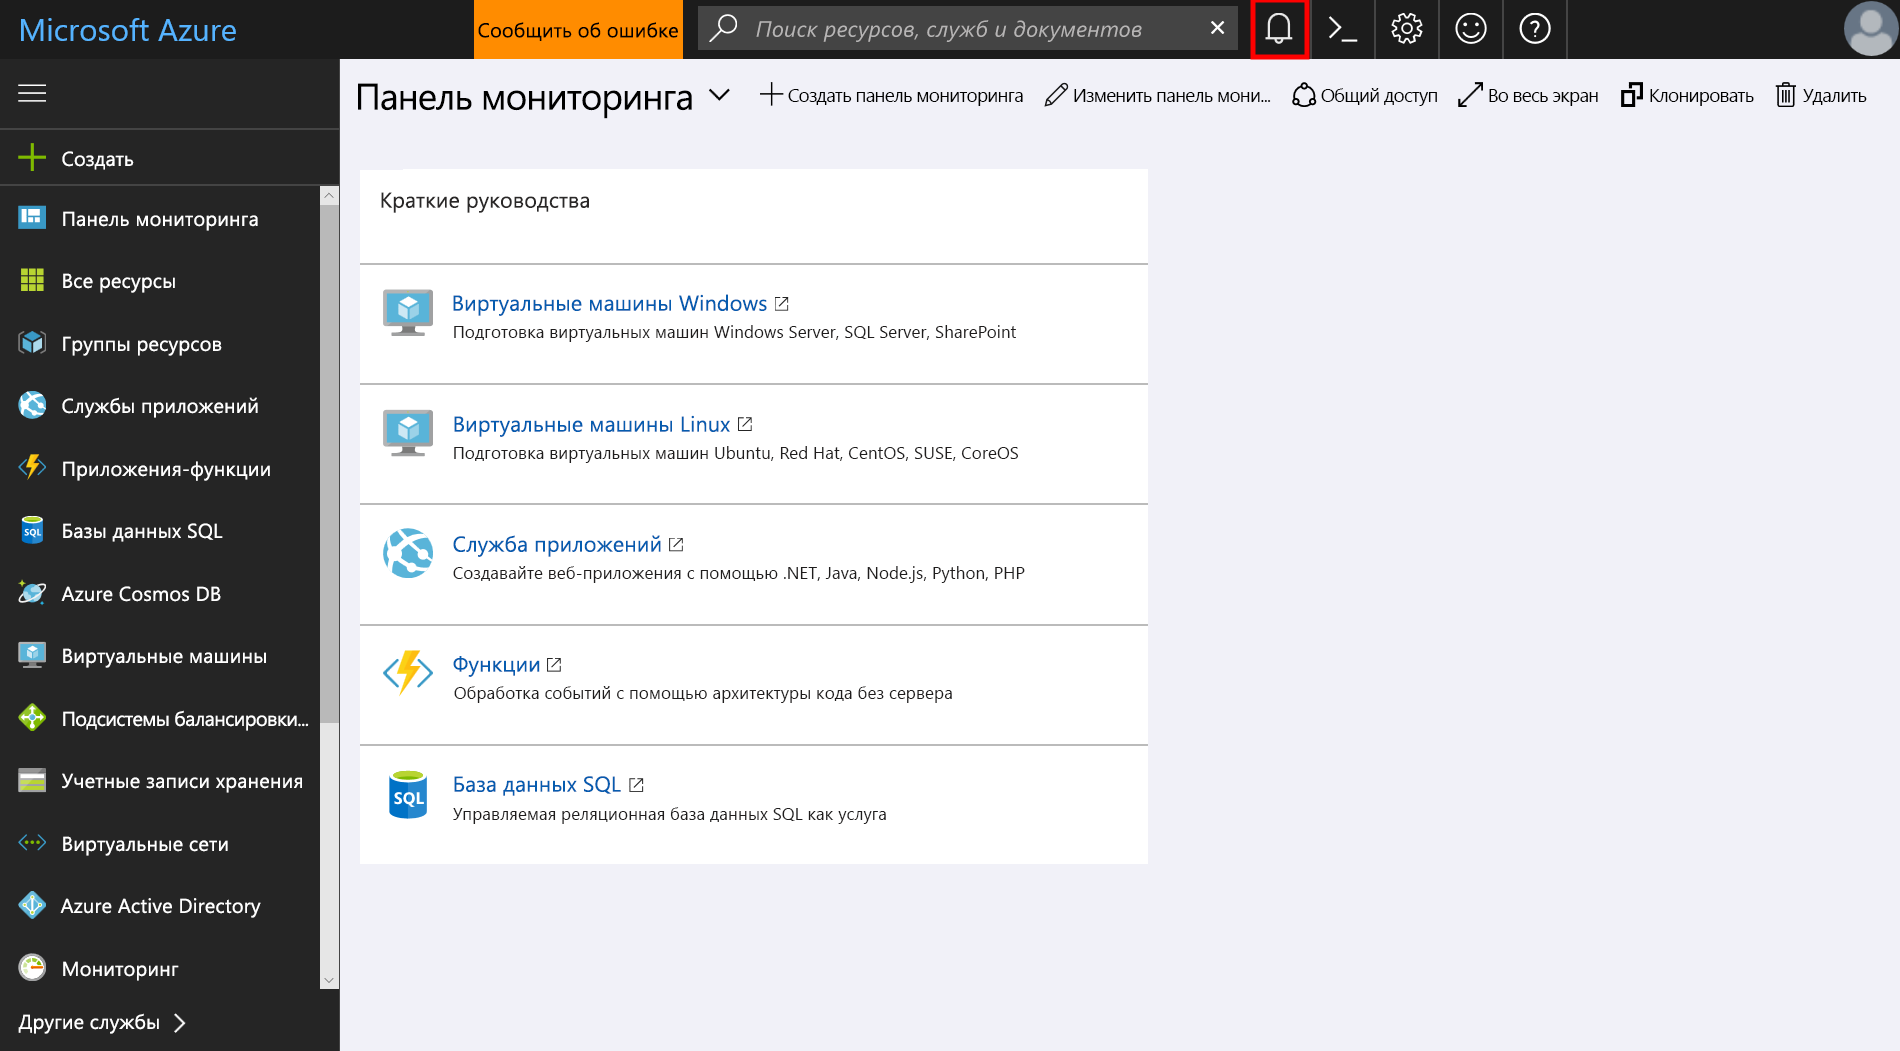 Microsoft Azure
Сообщить об ошибке
Поиск ресурсов, служб и документов
Создать
Панель мониторинга
Все ресурсы
Группы ресурсов
Службы приложений
Приложения-функции
Базы данных SQL
Azure Cosmos DB
Виртуальные машины
Подсистемы балансировки...
Учетные записи хранения
Виртуальные сети
Azure Active Directory
Мониторинг
Другие службы
Панель мониторинга
Создать панель мониторинга
Изменить панель мони...
Общий доступ
Во весь экран
Клонировать
Удалить
Краткие руководства
Виртуальные машины Windows
Подготовка виртуальных машин Windows Server, SQL Server, SharePoint
Виртуальные машины Linux
Подготовка виртуальных машин Ubuntu, Red Hat, CentOS, SUSE, CoreOS
Служба приложений
Создавайте веб-приложения с помощью .NET, Java, Node.js, Python, PHP
Функции
Обработка событий с помощью архитектуры кода без сервера
SQL
База данных SQL
Управляемая реляционная база данных SQL как услуга